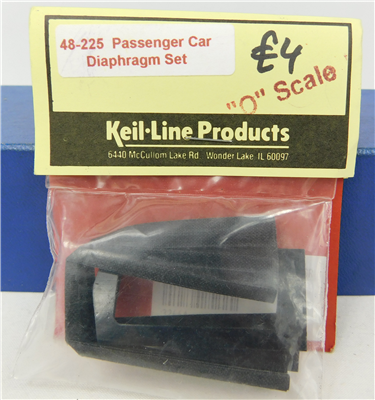 48-225 Passenger Car
Diaphragm Set
£4
"O" Scale
Keil-Line Products
6440 McCullom Lake Rd Wonder Lake, IL 60097